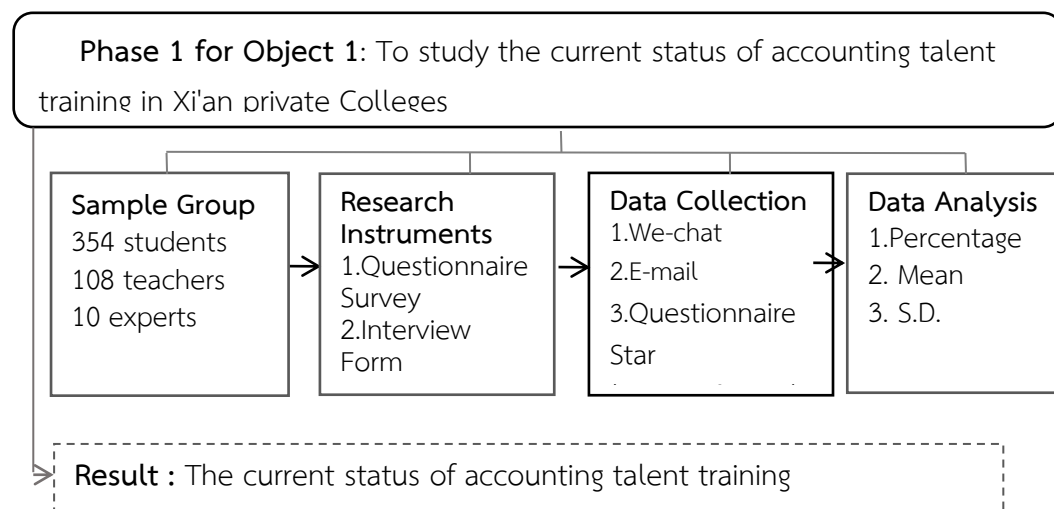 Phase 1 for Object 1: To study the current status of accounting talent
training in Xi'an private Colleges
Sample Group
354 students
108 teachers
10 experts
Research
Instruments
1.Questionnaire
Survey
2.Interview
Form
Data Collection
1.We-chat
2.E-mail
3.Questionnaire
Star
Data Analysis
1.Percentage
2. Mean
3. S.D.
Result : The current status of accounting talent training